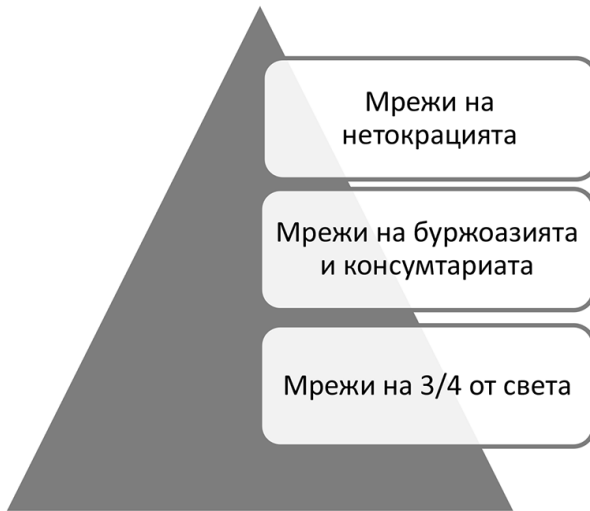 Мрежи на
нетокрацията
Мрежи на буржоазията
и консумтариата
Мрежи на 3/4 от света